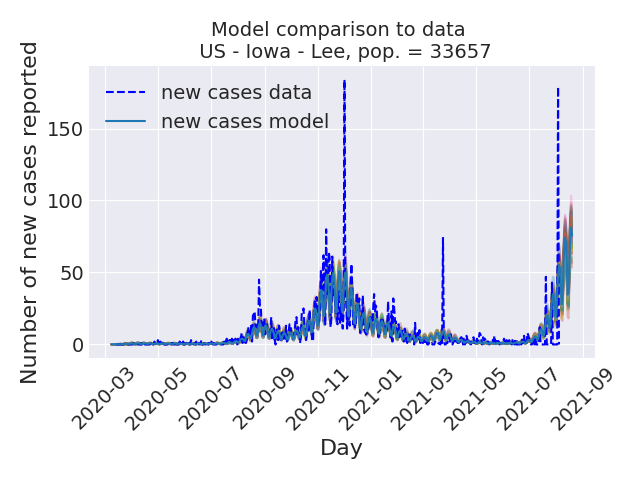 Model comparison to data
US - Iowa - Lee, pop. = 33657
Number of new cases reported
new cases data
new cases model
150
100
50
0
2020-03
2020-05
2020-07
2020-09
2020-11
2021-01
2021-03
2021-05
2021-07
2021-09
Day